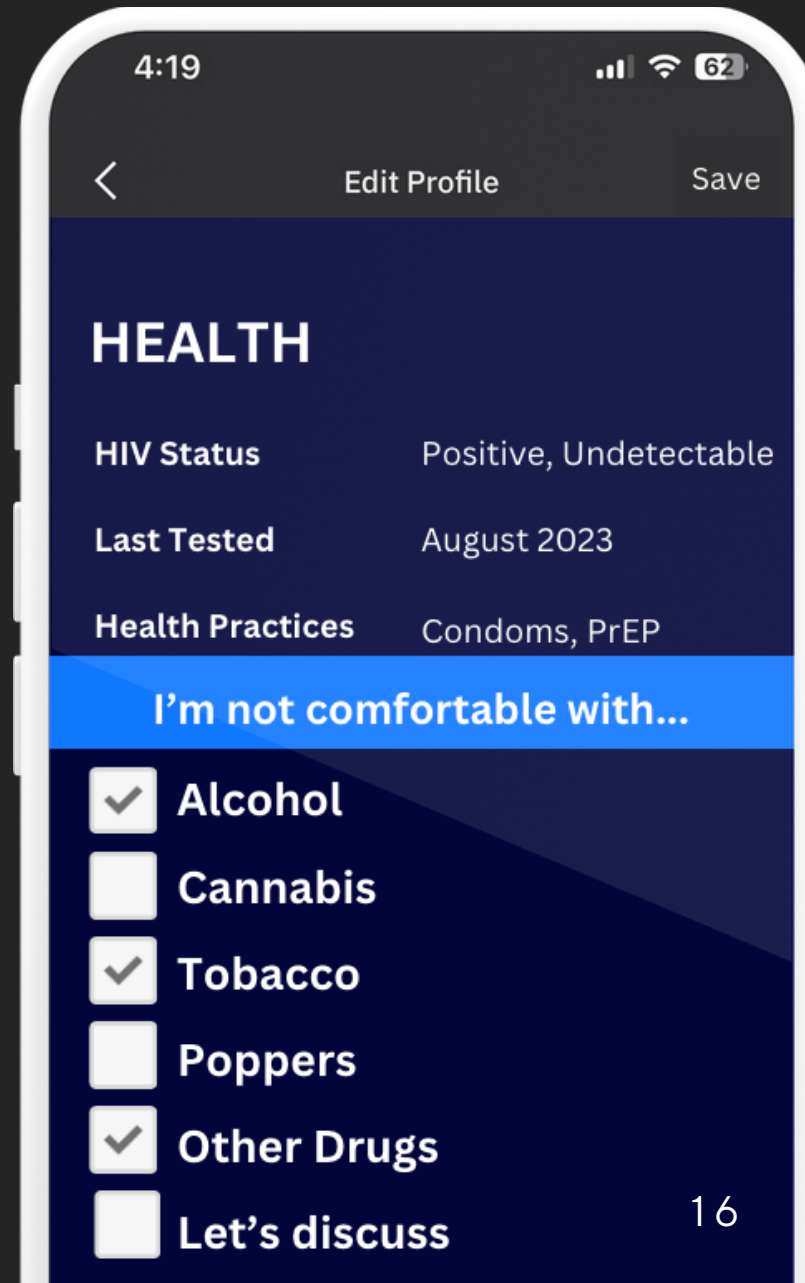 4:19
62
Edit Profile
Save
HEALTH
HIV Status Positive, Undetectable
Last Tested August 2023
Health Practices Condoms, PrEP
I’m not comfortable with...
Alcohol
Cannabis
Tobacco
Poppers
Other Drugs
Let’s discuss
16